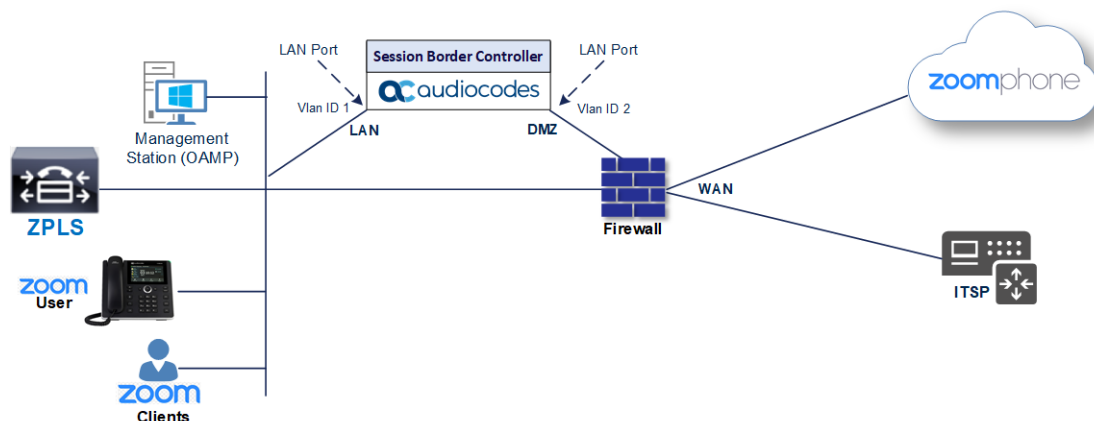 LAN Port
Session Border Controller
LAN Port
audiocodes
zoomphone
Vlan ID 1
Vlan ID 2
LAN
DMZ
Management
Station (OAMP)
WAN
ZPLS
Firewall
zoom
User
ITSP
zoom
Clients